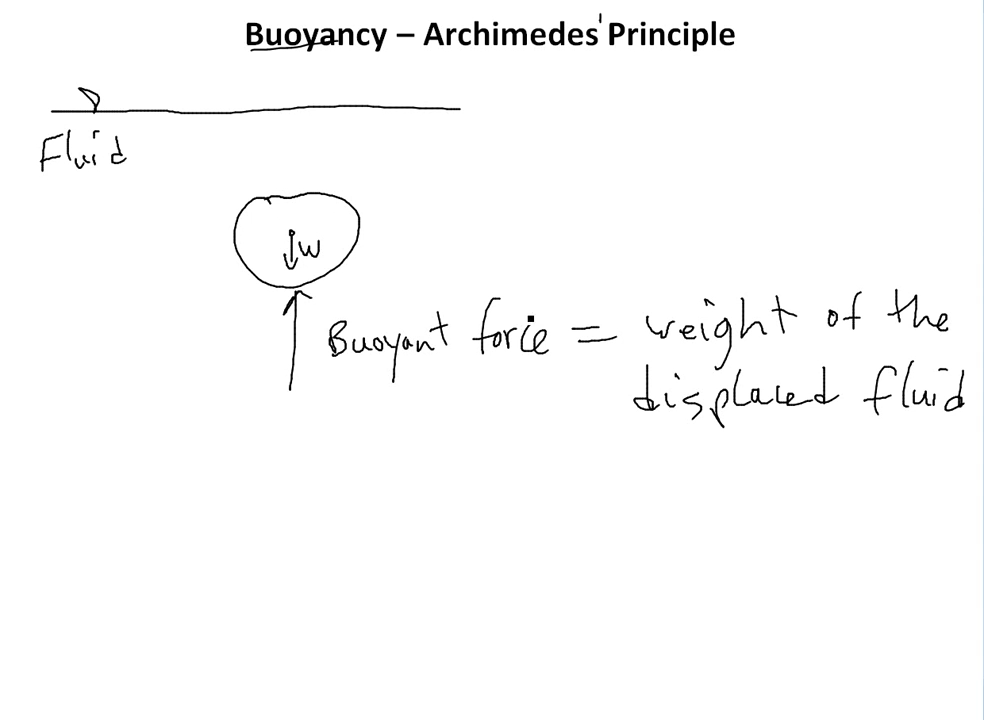 Buoyancy – Archimedes' Principle
Fluid
W
Buoyant force = weight of the
displaced fluid